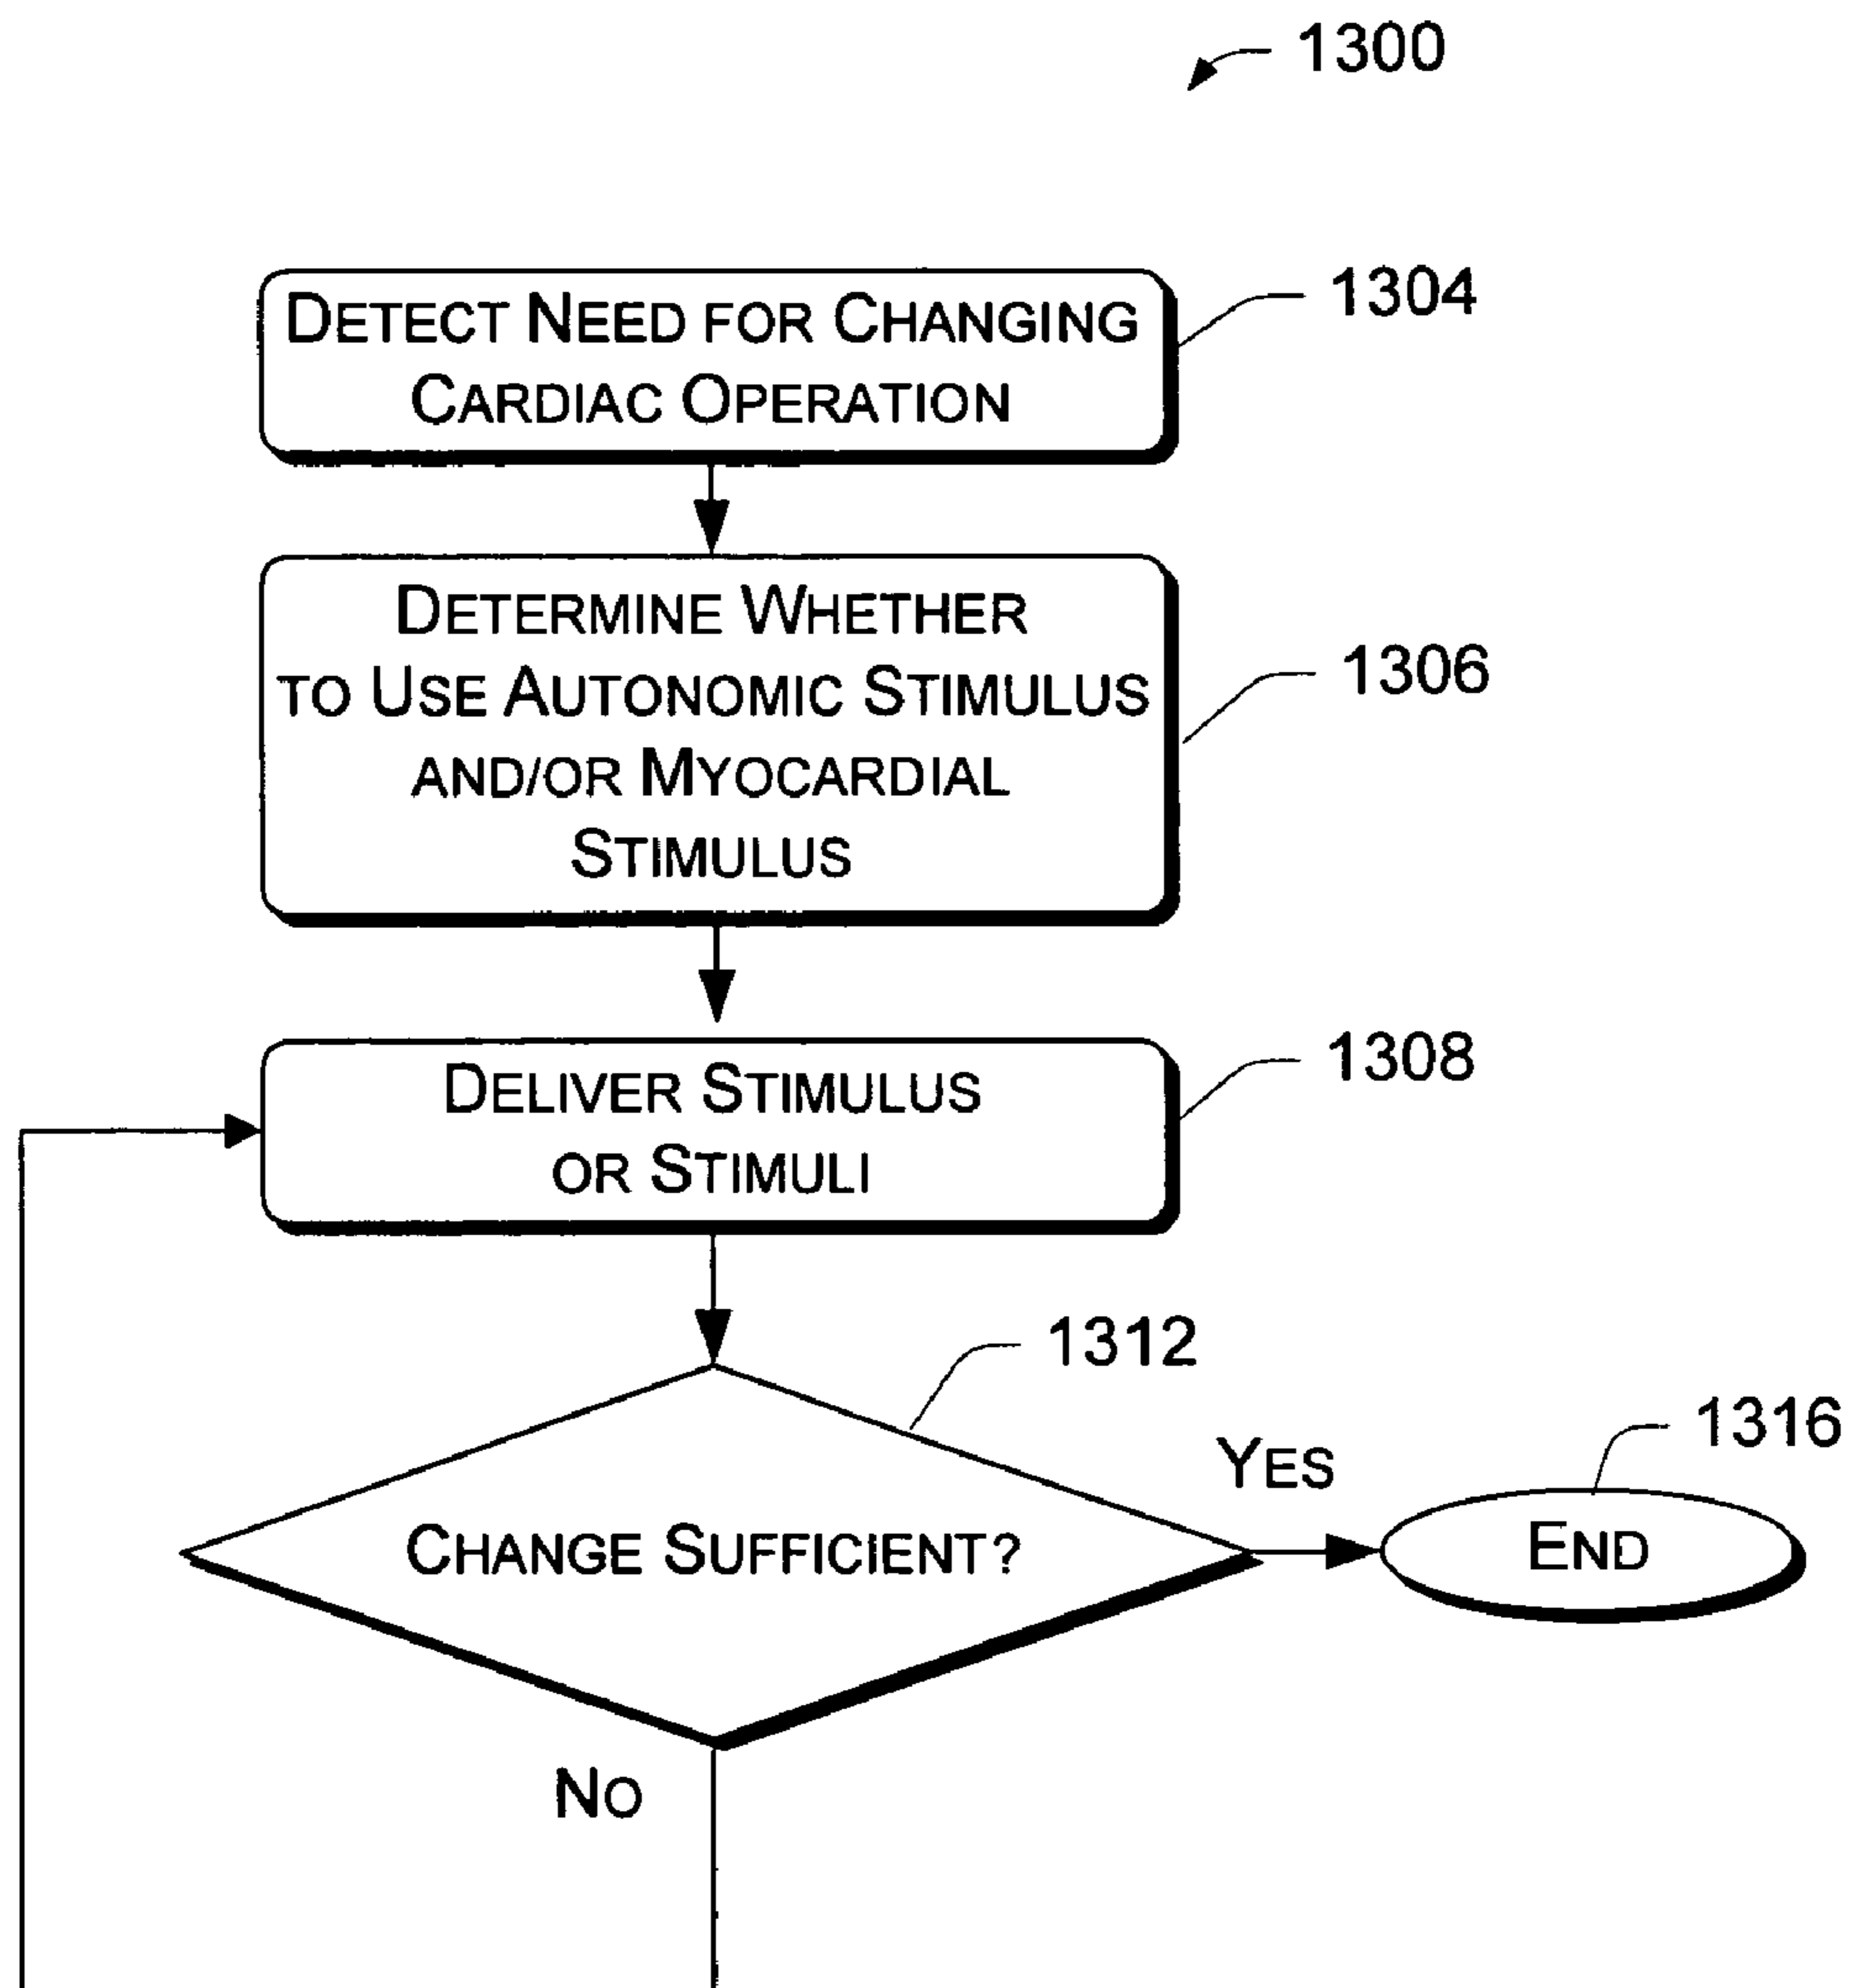 1300
DETECT NEED FOR CHANGING
CARDIAC OPERATION
1304
DETERMINE WHETHER
TO USE AUTONOMIC STIMULUS
AND/OR MYOCARDIAL
STIMULUS
1306
DELIVER STIMULUS
OR STIMULI
1308
1312
CHANGE SUFFICIENT?
YES
1316
END
NO